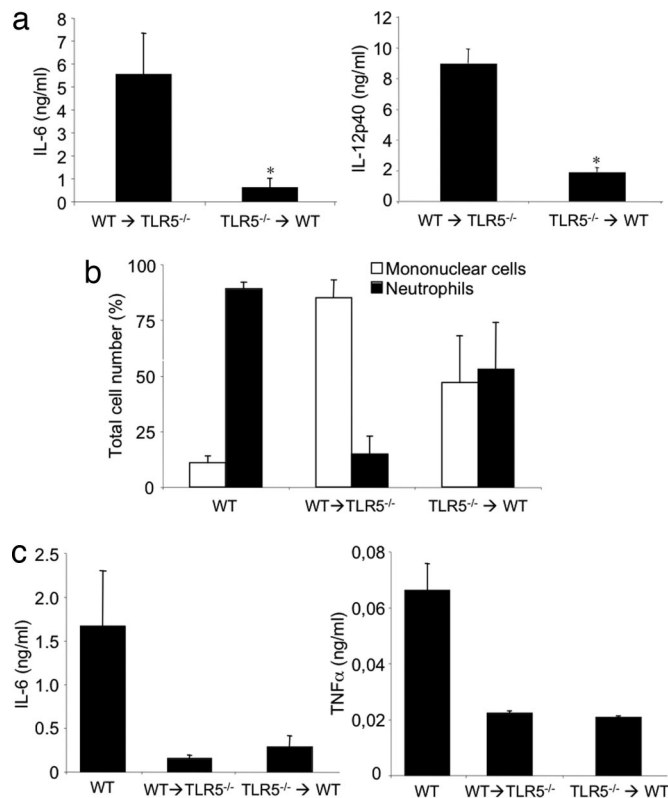 a
IL-6 (ng/ml)
8
7
6
5
4
3
2
1
0
*
WT → TLR5-/-
TLR5-/- → WT
IL-12p40 (ng/ml)
12
10
8
6
4
2
0
*
WT → TLR5-/-
TLR5-/- → WT
b
Total cell number (%)
100
75
50
25
0
Mononuclear cells
Neutrophils
WT
WT→TLR5-/-
TLR5-/- → WT
c
IL-6 (ng/ml)
2.5
2.0
1.5
1.0
0.5
0
WT
WT→TLR5-/-
TLR5-/- → WT
TNFα (ng/ml)
0,08
0,06
0,04
0,02
0
WT
WT→TLR5-/-
TLR5-/- → WT